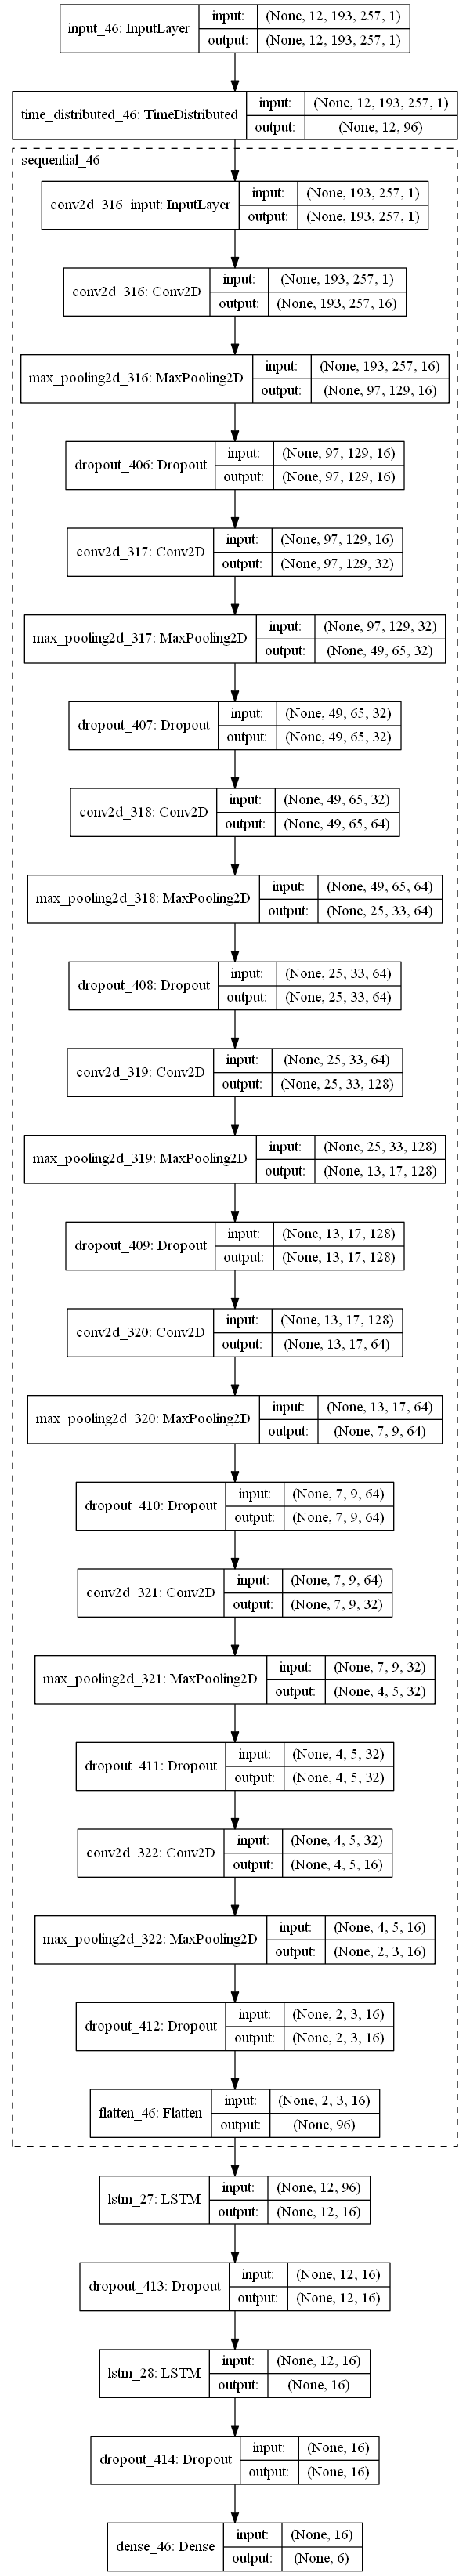 input_46: InputLayer
input:
(None, 12, 193, 257, 1)
output:
(None, 12, 193, 257, 1)
time_distributed_46: TimeDistributed
input:
(None, 12, 193, 257, 1)
output:
(None, 12, 96)
sequential_46
conv2d_316_input: InputLayer
input:
(None, 193, 257, 1)
output:
(None, 193, 257, 1)
conv2d_316: Conv2D
input:
(None, 193, 257, 1)
output:
(None, 193, 257, 16)
max_pooling2d_316: MaxPooling2D
input:
(None, 193, 257, 16)
output:
(None, 97, 129, 16)
dropout_406: Dropout
input:
(None, 97, 129, 16)
output:
(None, 97, 129, 16)
conv2d_317: Conv2D
input:
(None, 97, 129, 16)
output:
(None, 97, 129, 32)
max_pooling2d_317: MaxPooling2D
input:
(None, 97, 129, 32)
output:
(None, 49, 65, 32)
dropout_407: Dropout
input:
(None, 49, 65, 32)
output:
(None, 49, 65, 32)
conv2d_318: Conv2D
input:
(None, 49, 65, 32)
output:
(None, 49, 65, 64)
max_pooling2d_318: MaxPooling2D
input:
(None, 49, 65, 64)
output:
(None, 25, 33, 64)
dropout_408: Dropout
input:
(None, 25, 33, 64)
output:
(None, 25, 33, 64)
conv2d_319: Conv2D
input:
(None, 25, 33, 64)
output:
(None, 25, 33, 128)
max_pooling2d_319: MaxPooling2D
input:
(None, 25, 33, 128)
output:
(None, 13, 17, 128)
dropout_409: Dropout
input:
(None, 13, 17, 128)
output:
(None, 13, 17, 128)
conv2d_320: Conv2D
input:
(None, 13, 17, 128)
output:
(None, 13, 17, 64)
max_pooling2d_320: MaxPooling2D
input:
(None, 13, 17, 64)
output:
(None, 7, 9, 64)
dropout_410: Dropout
input:
(None, 7, 9, 64)
output:
(None, 7, 9, 64)
conv2d_321: Conv2D
input:
(None, 7, 9, 64)
output:
(None, 7, 9, 32)
max_pooling2d_321: MaxPooling2D
input:
(None, 7, 9, 32)
output:
(None, 4, 5, 32)
dropout_411: Dropout
input:
(None, 4, 5, 32)
output:
(None, 4, 5, 32)
conv2d_322: Conv2D
input:
(None, 4, 5, 32)
output:
(None, 4, 5, 16)
max_pooling2d_322: MaxPooling2D
input:
(None, 4, 5, 16)
output:
(None, 2, 3, 16)
dropout_412: Dropout
input:
(None, 2, 3, 16)
output:
(None, 2, 3, 16)
flatten_46: Flatten
input:
(None, 2, 3, 16)
output:
(None, 96)
lstm_27: LSTM
input:
(None, 12, 96)
output:
(None, 12, 16)
dropout_413: Dropout
input:
(None, 12, 16)
output:
(None, 12, 16)
lstm_28: LSTM
input:
(None, 12, 16)
output:
(None, 16)
dropout_414: Dropout
input:
(None, 16)
output:
(None, 16)
dense_46: Dense
input:
(None, 16)
output:
(None, 6)